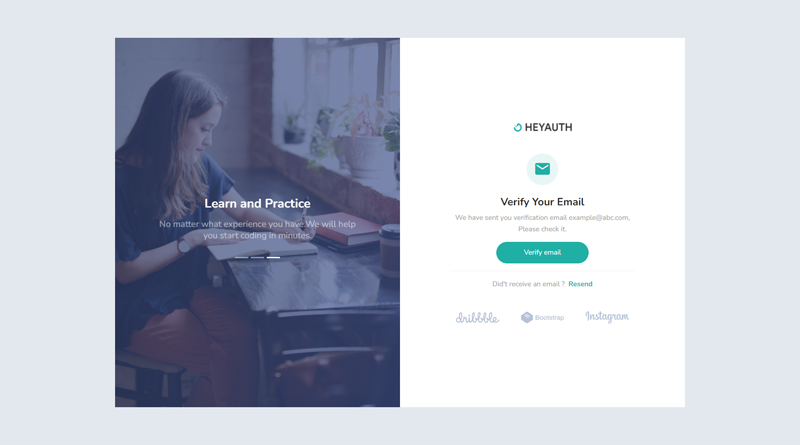 Learn and Practice
No matter what experience you have.We will help
you start coding in minutes.
HEYAUTH
Verify Your Email
We have sent you verification email example@abc.com,
Please check it.
Verify email
Did't receive an email ? Resend
dribbble
Bootstrap
Instagram